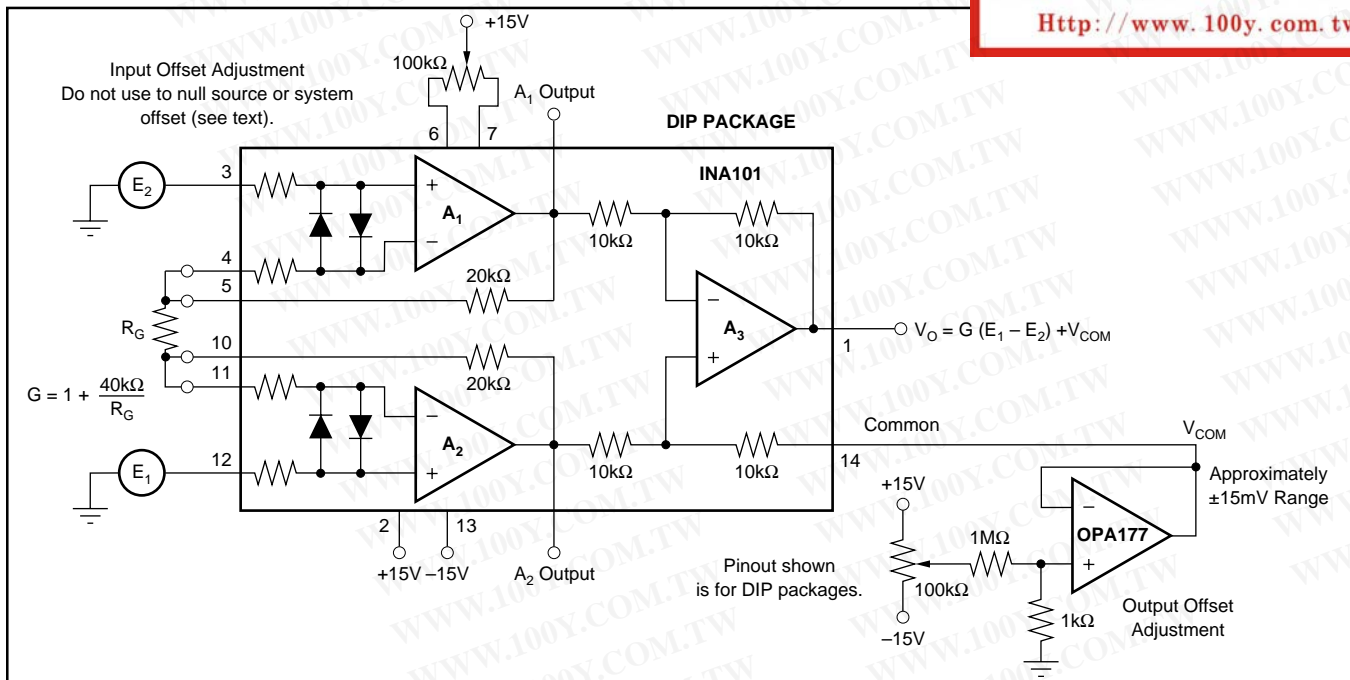 Http://www.100y.com.tw
+15V
100kΩ
Input Offset Adjustment
Do not use to null source or system
offset (see text).
A1 Output
6
7
DIP PACKAGE
INA101
E2
3
+
A1
−
10kΩ
10kΩ
4
5
20kΩ
RG
−
A3
+
1
VO = G (E1 – E2) +VCOM
10
20kΩ
11
G = 1 + 40kΩ
RG
−
A2
+
E1
12
10kΩ
10kΩ
Common
14
VCOM
Approximately
±15mV Range
2
13
+15V
–15V
A2 Output
Pinout shown
is for DIP packages.
+15V
100kΩ
–15V
1MΩ
−
OPA177
+
1kΩ
Output Offset
Adjustment
WWW.100Y.COM.TW